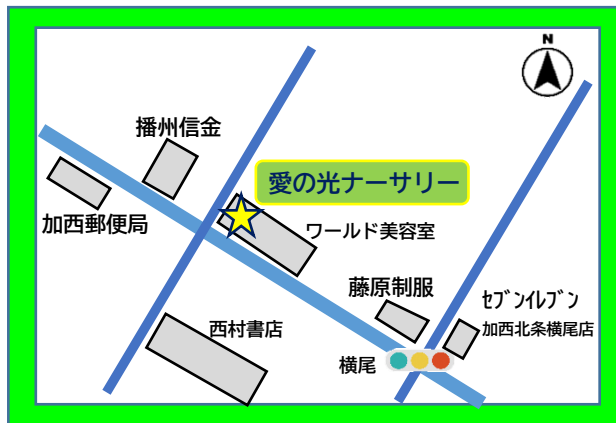 N
播州信金
愛の光ナーサリー
加西郵便局
ワールド美容室
藤原制服
ｾﾌﾞﾝｲﾚﾌﾞﾝ
西村書店
加西北条横尾店
横尾